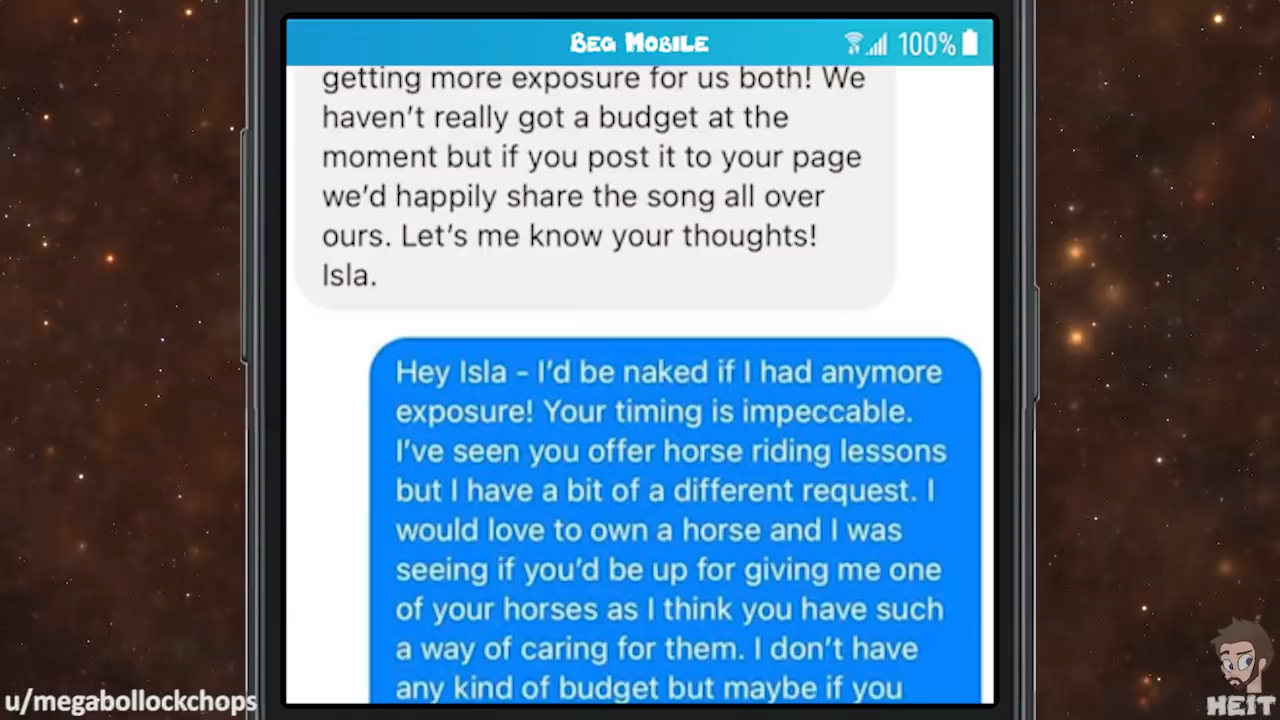 Beg Mobile
100%
getting more exposure for us both! We
haven't really got a budget at the
moment but if you post it to your page
we'd happily share the song all over
ours. Let's me know your thoughts!
Isla.
Hey Isla - I'd be naked if I had anymore
exposure! Your timing is impeccable.
I've seen you offer horse riding lessons
but I have a bit of a different request. I
would love to own a horse and I was
seeing if you'd be up for giving me one
of your horses as I think you have such
a way of caring for them. I don't have
any kind of budget but maybe if you
u/megabollockchops
HEIT